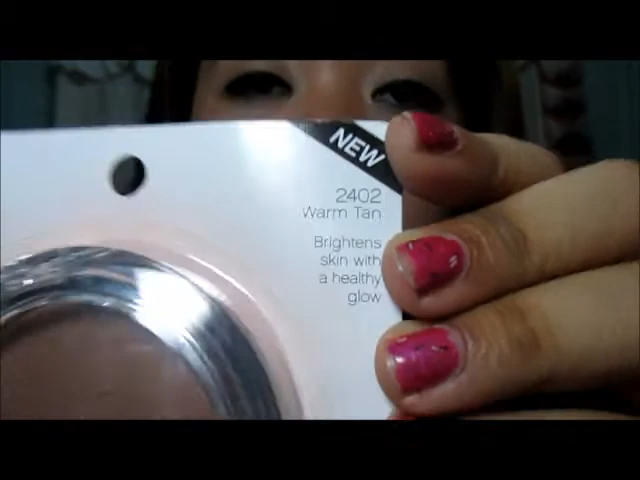 NEW
2402
Warm Tan
Brightens
skin with
a healthy
glow